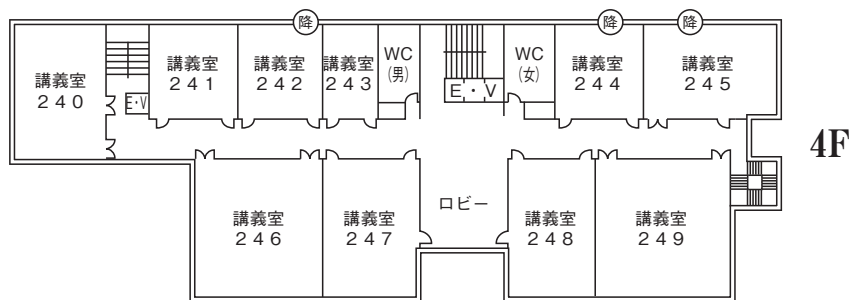 降
降
降
講義室
２４０
講義室
２４１
講義室
２４２
講義室
２４３
WC
(男)
WC
(女)
講義室
２４４
講義室
２４５
E・V
E・V
4F
ロビー
講義室
２４６
講義室
２４７
講義室
２４８
講義室
２４９